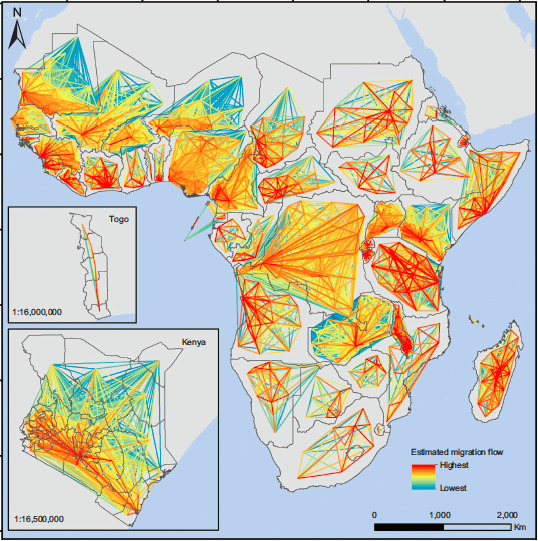 N
Togo
1:16,000,000
Kenya
1:16,500,000
Estimated migration flow
Highest
Lowest
0 1,000 2,000
Km